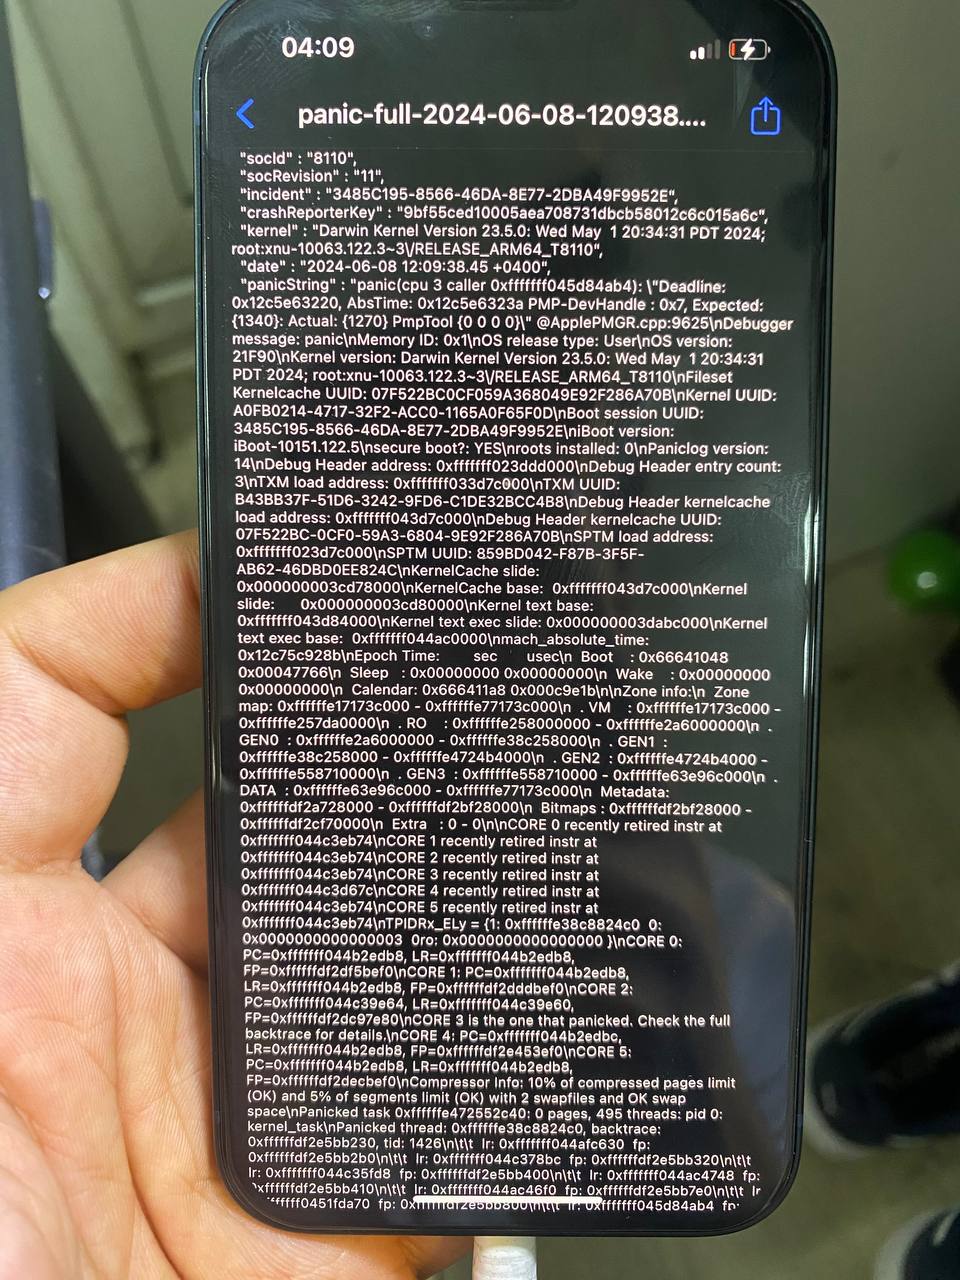 04:09
panic-full-2024-06-08-120938....
"socId" : "8110",
"socRevision" : "11",
"incident" : "3485C195-8566-46DA-8E77-2DBA49F9952E",
"crashReporterKey" : "9bf55ced10005aea708731dbcb58012c6c015a6c",
"kernel" : "Darwin Kernel Version 23.5.0: Wed May  1 20:34:31 PDT 2024;
root:xnu-10063.122.3~3\/RELEASE_ARM64_T8110",
"date" : "2024-06-08 12:09:38.45 +0400",
"panicString" : "panic(cpu 3 caller 0xfffffff045d84ab4): \"Deadline:
0x12c5e63220, AbsTime: 0x12c5e6323a PMP-DevHandle : 0x7, Expected:
{1340}: Actual: {1270} PmpTool {0 0 0 0}\" @ApplePMGR.cpp:9625\nDebugger
message: panic\nMemory ID: 0x1\nOS release type: User\nOS version:
21F90\nKernel version: Darwin Kernel Version 23.5.0: Wed May  1 20:34:31
PDT 2024; root:xnu-10063.122.3~3\/RELEASE_ARM64_T8110\nFileset
Kernelcache UUID: 07F522BC0CF059A368049E92F286A70B\nKernel UUID:
A0FB0214-4717-32F2-ACC0-1165A0F65F0D\nBoot session UUID:
3485C195-8566-46DA-8E77-2DBA49F9952E\niBoot version:
iBoot-10151.122.5\nsecure boot?: YES\nroots installed: 0\nPaniclog version:
14\nDebug Header address: 0xfffffff023ddd000\nDebug Header entry count:
3\nTXM load address: 0xfffffff033d7c000\nTXM UUID:
B43BB37F-51D6-3242-9FD6-C1DE32BCC4B8\nDebug Header kernelcache
load address: 0xfffffff043d7c000\nDebug Header kernelcache UUID:
07F522BC-0CF0-59A3-6804-9E92F286A70B\nSPTM load address:
0xfffffff023d7c000\nSPTM UUID: 859BD042-F87B-3F5F-
AB62-46DBD0EE824C\nKernelCache slide:
0x000000003cd78000\nKernelCache base:  0xfffffff043d7c000\nKernel
slide:      0x000000003cd80000\nKernel text base:
0xfffffff043d84000\nKernel text exec slide: 0x000000003dabc000\nKernel
text exec base:  0xfffffff044ac0000\nmach_absolute_time:
0x12c75c928b\nEpoch Time:        sec       usec\n  Boot    : 0x66641048
0x00047766\n  Sleep   : 0x00000000 0x00000000\n  Wake    : 0x00000000
0x00000000\n  Calendar: 0x666411a8 0x000c9e1b\n\nZone info:\n  Zone
map: 0xffffffe17173c000 - 0xffffffe77173c000\n  . VM    : 0xffffffe17173c000 -
0xffffffe257da0000\n  . RO    : 0xffffffe258000000 - 0xffffffe2a6000000\n  .
GEN0  : 0xffffffe2a6000000 - 0xffffffe38c258000\n  . GEN1  :
0xffffffe38c258000 - 0xffffffe4724b4000\n  . GEN2  : 0xffffffe4724b4000 -
0xffffffe558710000\n  . GEN3  : 0xffffffe558710000 - 0xffffffe63e96c000\n  .
DATA  : 0xffffffe63e96c000 - 0xffffffe77173c000\n  Metadata:
0xffffffdf2a728000 - 0xffffffdf2bf28000\n  Bitmaps : 0xffffffdf2bf28000 -
0xffffffdf2cf70000\n  Extra   : 0 - 0\n\nCORE 0 recently retired instr at
0xfffffff044c3eb74\nCORE 1 recently retired instr at
0xfffffff044c3eb74\nCORE 2 recently retired instr at
0xfffffff044c3eb74\nCORE 3 recently retired instr at
0xfffffff044c3d67c\nCORE 4 recently retired instr at
0xfffffff044c3eb74\nCORE 5 recently retired instr at
0xfffffff044c3eb74\nTPIDRx_ELy = {1: 0xffffffe38c8824c0  0:
0x0000000000000003  0ro: 0x0000000000000000 }\nCORE 0:
PC=0xfffffff044b2edb8, LR=0xfffffff044b2edb8,
FP=0xffffffdf2df5bef0\nCORE 1: PC=0xfffffff044b2edb8,
LR=0xfffffff044b2edb8, FP=0xffffffdf2dddbef0\nCORE 2:
PC=0xfffffff044c39e64, LR=0xfffffff044c39e60,
FP=0xffffffdf2dc97e80\nCORE 3 is the one that panicked. Check the full
backtrace for details.\nCORE 4: PC=0xfffffff044b2edbc,
LR=0xfffffff044b2edb8, FP=0xffffffdf2e453ef0\nCORE 5:
PC=0xfffffff044b2edb8, LR=0xfffffff044b2edb8,
FP=0xffffffdf2decbef0\nCompressor Info: 10% of compressed pages limit
(OK) and 5% of segments limit (OK) with 2 swapfiles and OK swap
space\nPanicked task 0xffffffe472552c40: 0 pages, 495 threads: pid 0:
kernel_task\nPanicked thread: 0xffffffe38c8824c0, backtrace:
0xffffffdf2e5bb230, tid: 1426\n\t\t  lr: 0xfffffff044afc630  fp:
0xffffffdf2e5bb2b0\n\t\t  lr: 0xfffffff044c378bc  fp: 0xffffffdf2e5bb320\n\t\t
lr: 0xfffffff044c35fd8  fp: 0xffffffdf2e5bb400\n\t\t  lr: 0xfffffff044ac4748  fp:
xffffffdf2e5bb410\n\t\t  lr: 0xfffffff044ac46f0  fp: 0xffffffdf2e5bb7e0\n\t\t  lr
fffff0451fda70  fp: 0xffffffdf2e5bb800\n\t\t  lr: 0xfffffff045d84ab4  fp: